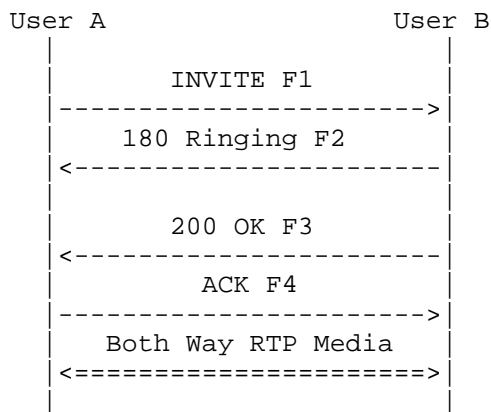 User A User B
INVITE F1
180 Ringing F2
200 OK F3
ACK F4
Both Way RTP Media